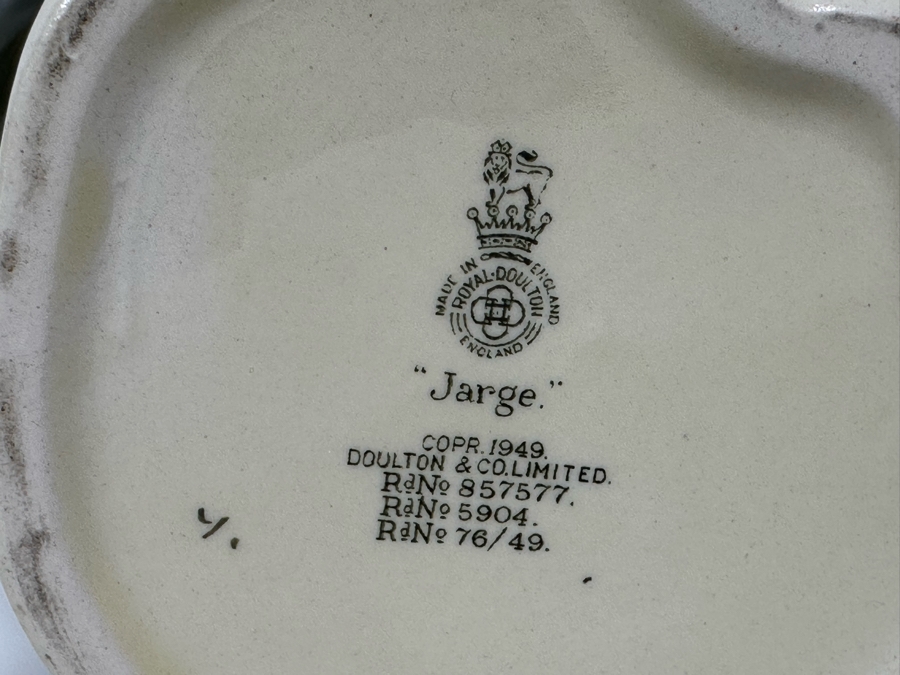 MADE IN ENGLAND
ROYAL·DOULTON
ENGLAND
"Jarge."
COPR. 1949.
DOULTON & CO. LIMITED.
RdNo 857577.
RdNo 5904.
RdNo 76/49.